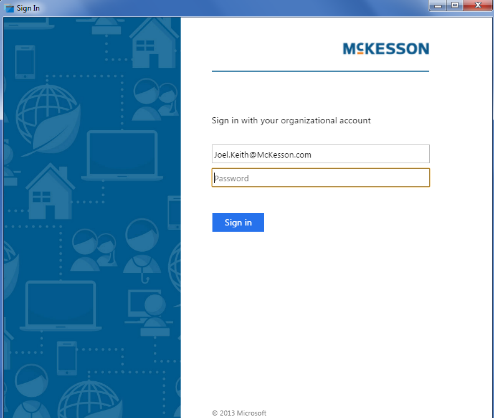 Sign In
MCKESSON
Sign in with your organizational account
Joel.Keith@McKesson.com
Password
Sign in
© 2013 Microsoft